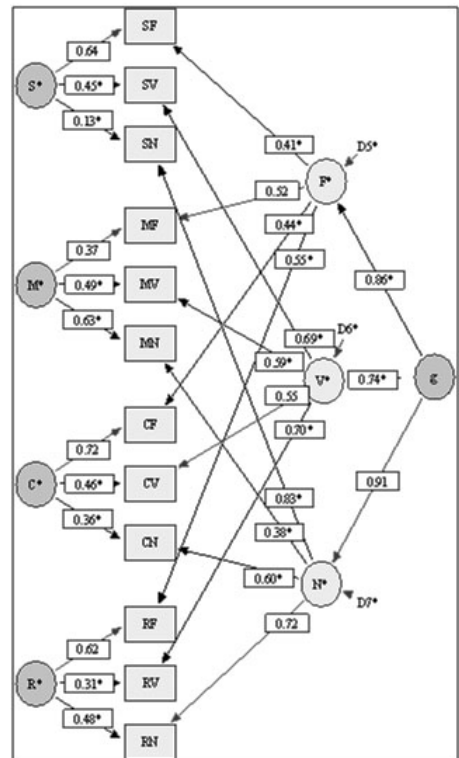 SF
0.64
S*
0.45*
SV
0.13*
SN
0.41*
D5*
F*
MF
0.52
0.44*
0.37
0.55*
M*
0.49*
MV
0.86*
0.63*
MN
0.69*
D6*
0.59*
V*
0.74*
g
0.55
CF
0.70*
0.72
C*
0.46*
CV
0.91
0.36*
0.83*
CN
0.38*
0.60*
N*
D7*
RF
0.72
0.62
R*
0.31*
RV
0.48*
RN